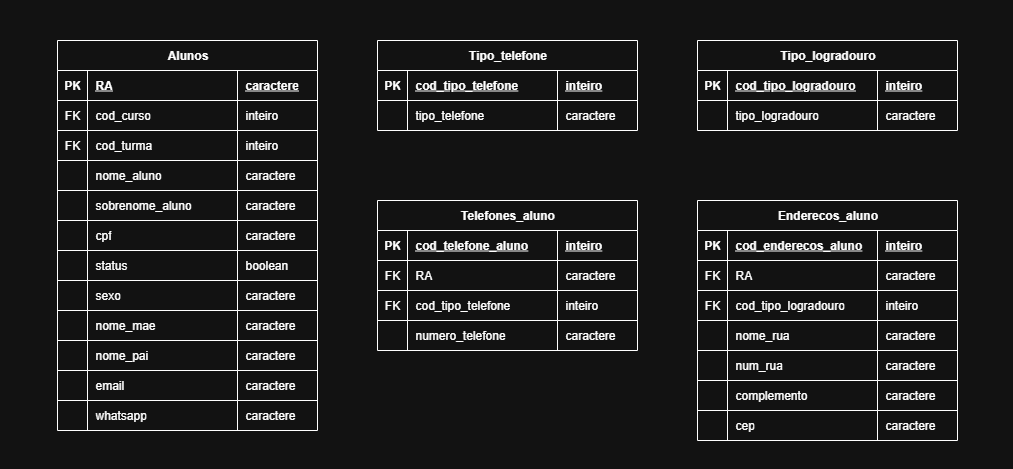 Alunos
PK RA caractere
FK cod_curso inteiro
FK cod_turma inteiro
nome_aluno caractere
sobrenome_aluno caractere
cpf caractere
status boolean
sexo caractere
nome_mae caractere
nome_pai caractere
email caractere
whatsapp caractere
Tipo_telefone
PK cod_tipo_telefone inteiro
tipo_telefone caractere
Tipo_logradouro
PK cod_tipo_logradouro inteiro
tipo_logradouro caractere
Telefones_aluno
PK cod_telefone_aluno inteiro
FK RA caractere
FK cod_tipo_telefone inteiro
numero_telefone caractere
Enderecos_aluno
PK cod_enderecos_aluno inteiro
FK RA caractere
FK cod_tipo_logradouro inteiro
nome_rua caractere
num_rua caractere
complemento caractere
cep caractere